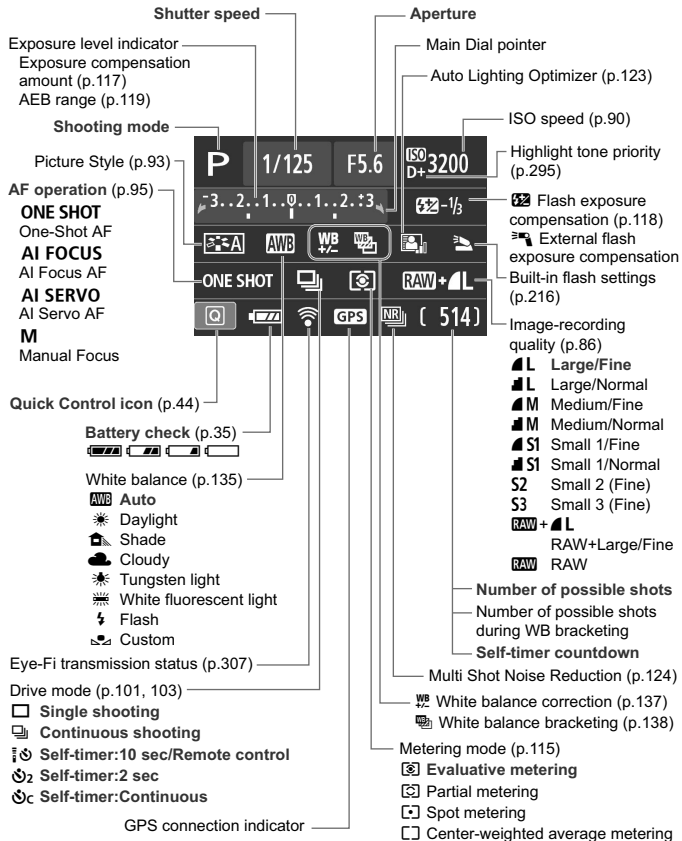 Shutter speed
Aperture
Exposure level indicator
Exposure compensation
amount (p.117)
AEB range (p.119)
Main Dial pointer
Auto Lighting Optimizer (p.123)
Shooting mode
ISO speed (p.90)
Picture Style (p.93)
Highlight tone priority
(p.295)
P 1/125 F5.6 ISO D+ 3200
-3..2..1..0..1..2.+3
-1/3
A AWB WB +/- WB
ONE SHOT RAW+L
Q GPS NR ( 514)
AF operation (p.95)
ONE SHOT
One-Shot AF
AI FOCUS
AI Focus AF
AI SERVO
AI Servo AF
M
Manual Focus
Flash exposure
compensation (p.118)
External flash
exposure compensation
Built-in flash settings
(p.216)
Image-recording
quality (p.86)
L Large/Fine
L Large/Normal
M Medium/Fine
M Medium/Normal
S1 Small 1/Fine
S1 Small 1/Normal
S2 Small 2 (Fine)
S3 Small 3 (Fine)
RAW+L
RAW+Large/Fine
RAW RAW
Quick Control icon (p.44)
Battery check (p.35)
White balance (p.135)
AWB Auto
Daylight
Shade
Cloudy
Tungsten light
White fluorescent light
Flash
Custom
Number of possible shots
Number of possible shots
during WB bracketing
Self-timer countdown
Eye-Fi transmission status (p.307)
Multi Shot Noise Reduction (p.124)
Drive mode (p.101, 103)
Single shooting
Continuous shooting
Self-timer:10 sec/Remote control
2 Self-timer:2 sec
C Self-timer:Continuous
WB +/- White balance correction (p.137)
WB White balance bracketing (p.138)
Metering mode (p.115)
Evaluative metering
Partial metering
Spot metering
Center-weighted average metering
GPS connection indicator